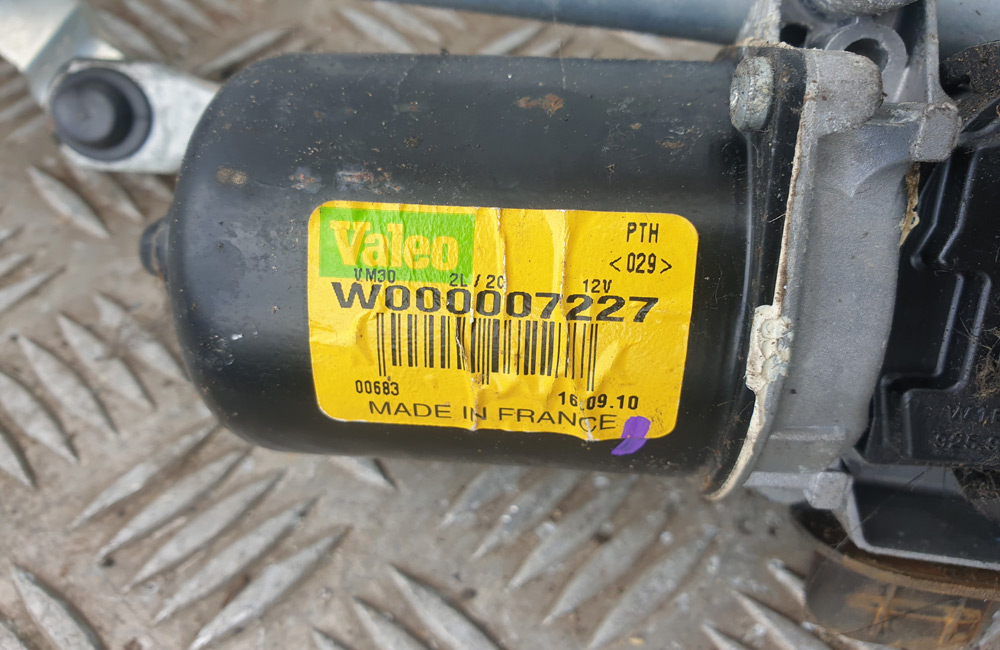 Valeo
PTH
<029>
VM30 2L/2C 12V
W000007227
00683 16.09.10
MADE IN FRANCE